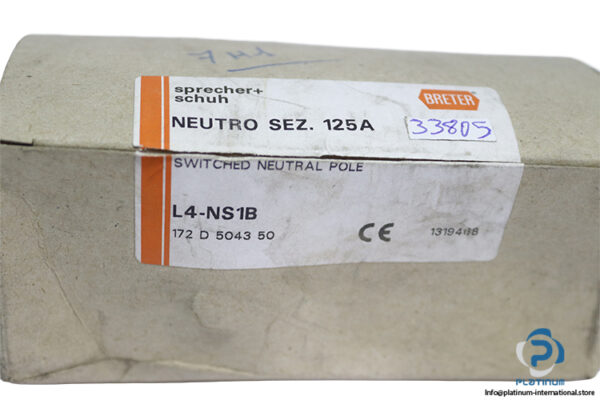 sprecher+
schuh
BRETER
NEUTRO SEZ. 125A
33805
SWITCHED NEUTRAL POLE
L4-NS1B
172 D 5043 50
CE
PLATINUM
Info@platinum-international.store